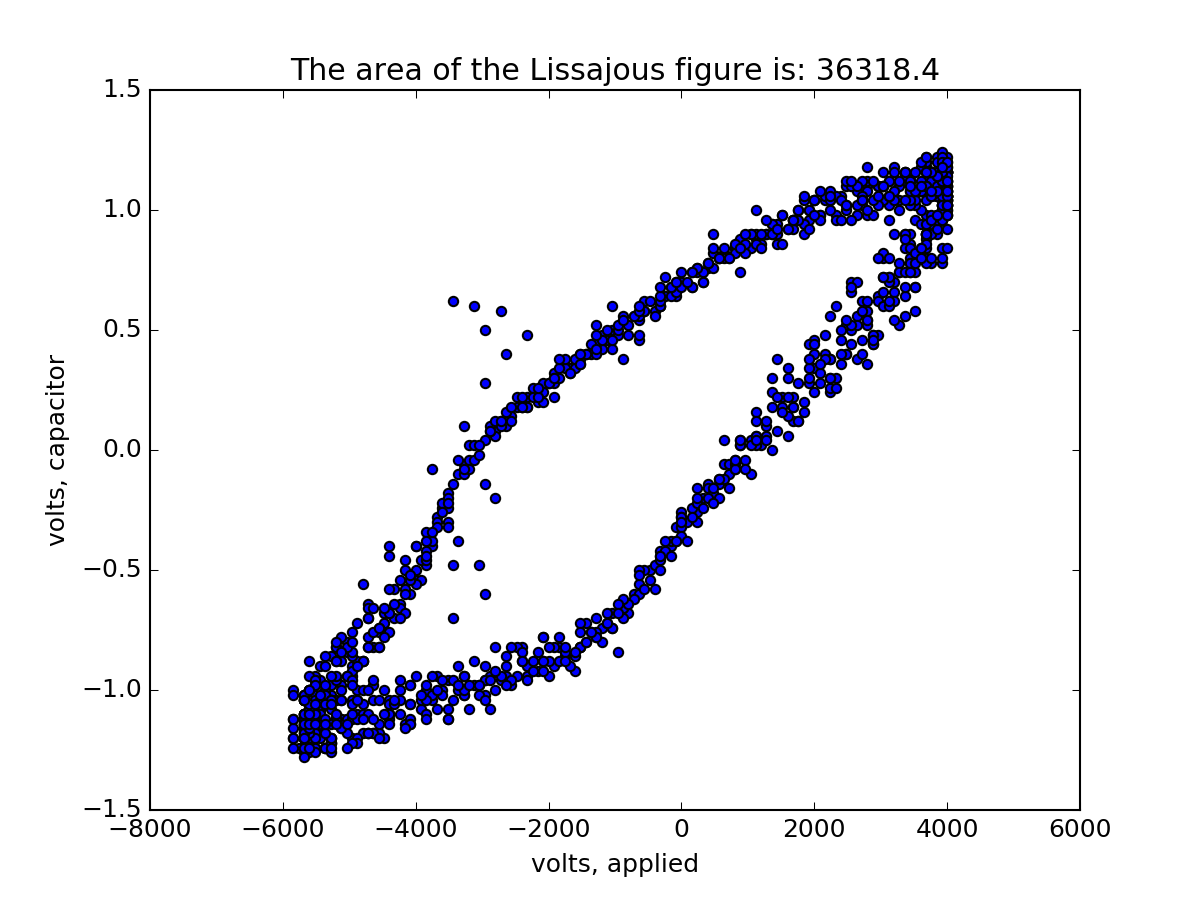 The area of the Lissajous figure is: 36318.4
1.5
1.0
0.5
0.0
−0.5
−1.0
−1.5
volts, capacitor
−8000 −6000 −4000 −2000 0 2000 4000 6000
volts, applied